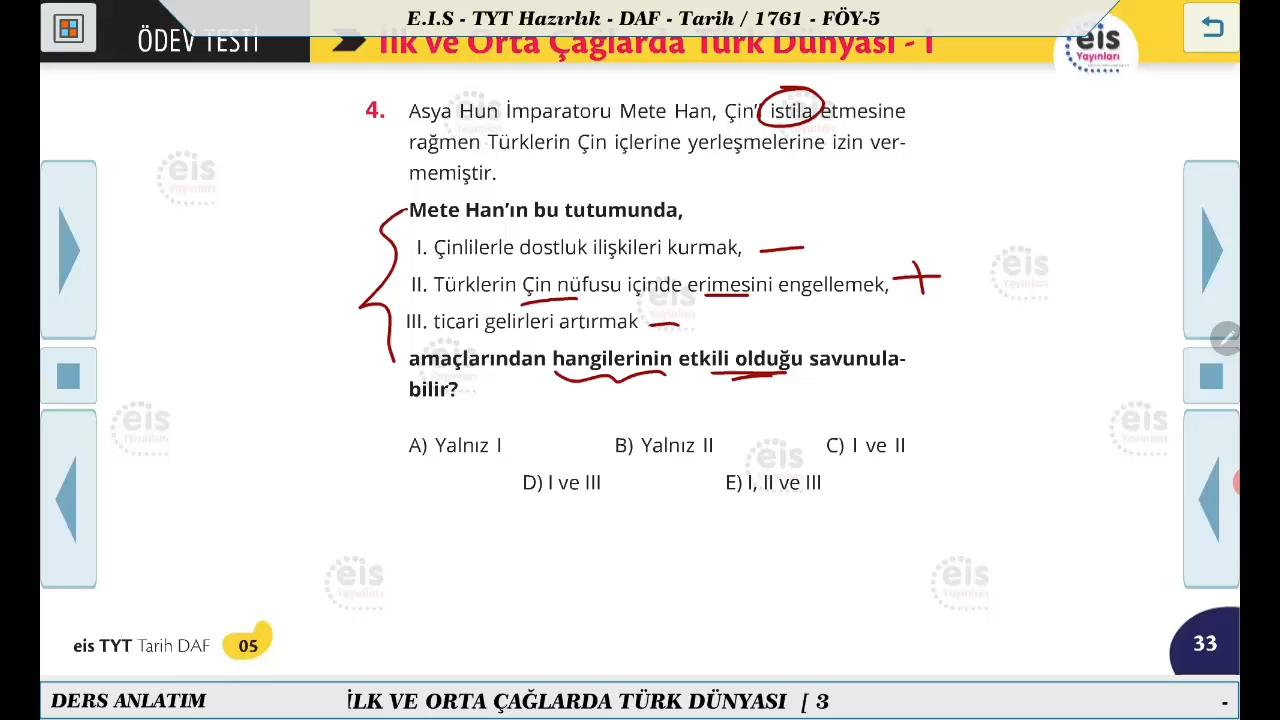 E.I.S - TYT Hazırlık - DAF - Tarih / 1761 - FÖY-5
ÖDEV TESTİ
İlk ve Orta Çağlarda Türk Dünyası - I
eis
Yayınları
4. Asya Hun İmparatoru Mete Han, Çin'i istila etmesine
rağmen Türklerin Çin içlerine yerleşmelerine izin ver-
memiştir.
Mete Han'ın bu tutumunda,
I. Çinlilerle dostluk ilişkileri kurmak,
II. Türklerin Çin nüfusu içinde erimesini engellemek,
III. ticari gelirleri artırmak
amaçlarından hangilerinin etkili olduğu savunula-
bilir?
A) Yalnız I B) Yalnız II C) I ve II
D) I ve III E) I, II ve III
eis TYT Tarih DAF 05
33
DERS ANLATIM İLK VE ORTA ÇAĞLARDA TÜRK DÜNYASI [ 3 -